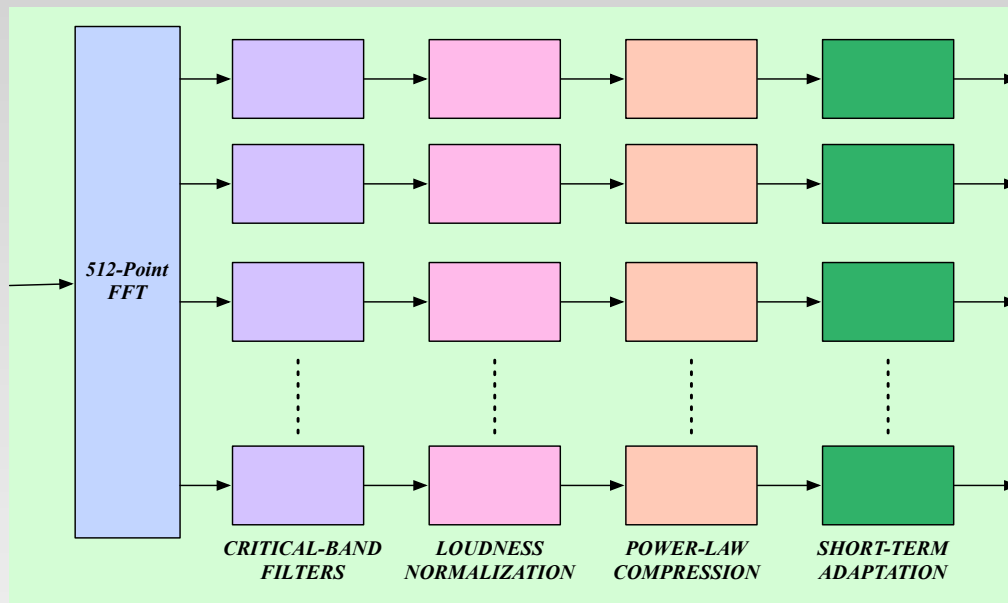 512-Point
FFT
CRITICAL-BAND
FILTERS
LOUDNESS
NORMALIZATION
POWER-LAW
COMPRESSION
SHORT-TERM
ADAPTATION